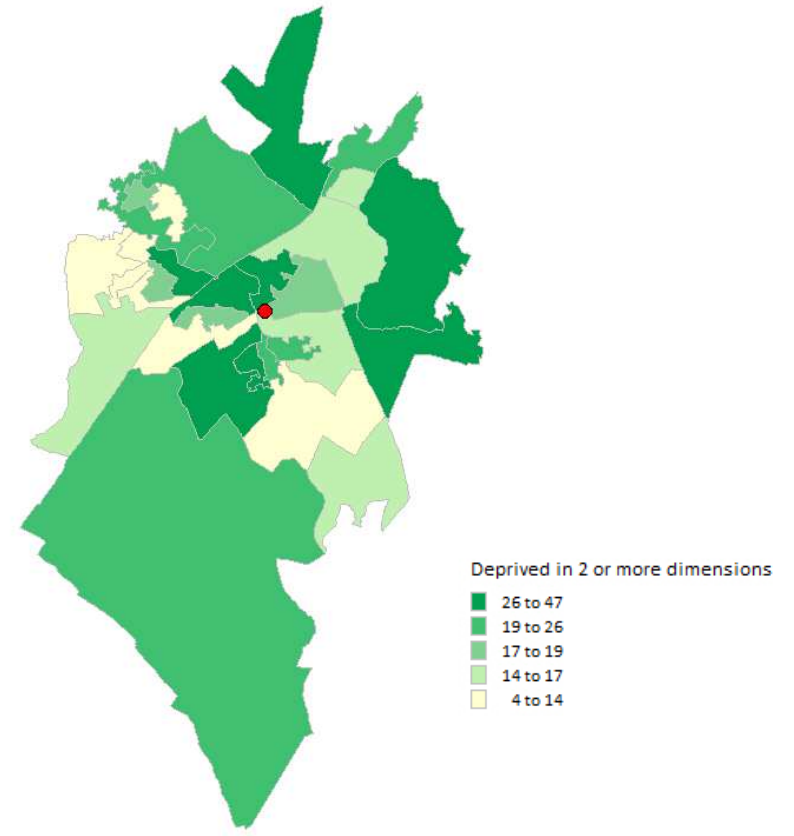 Deprived in 2 or more dimensions
26 to 47
19 to 26
17 to 19
14 to 17
4 to 14